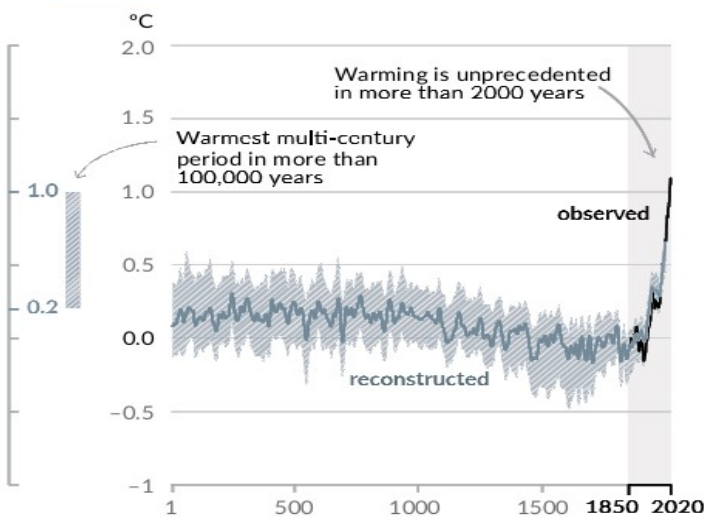 °C
2.0
Warming is unprecedented
in more than 2000 years
1.5
Warmest multi-century
period in more than
100,000 years
1.0
1.0
observed
0.5
0.2
0.0
reconstructed
−0.5
−1
1 500 1000 1500 1850 2020